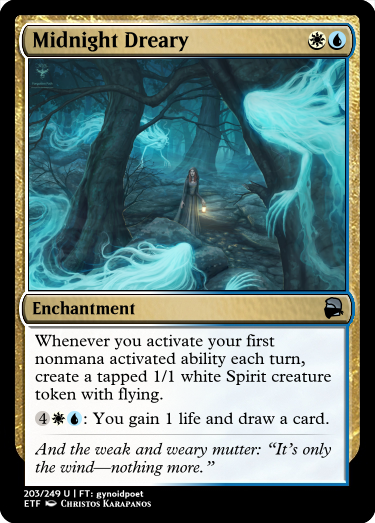 Midnight Dreary
Enchantment
Whenever you activate your first
nonmana activated ability each turn,
create a tapped 1/1 white Spirit creature
token with flying.
4: You gain 1 life and draw a card.
And the weak and weary mutter: “It’s only
the wind—nothing more.”
203/249 U | FT: gynoidpoet
ETF Christos Karapanos